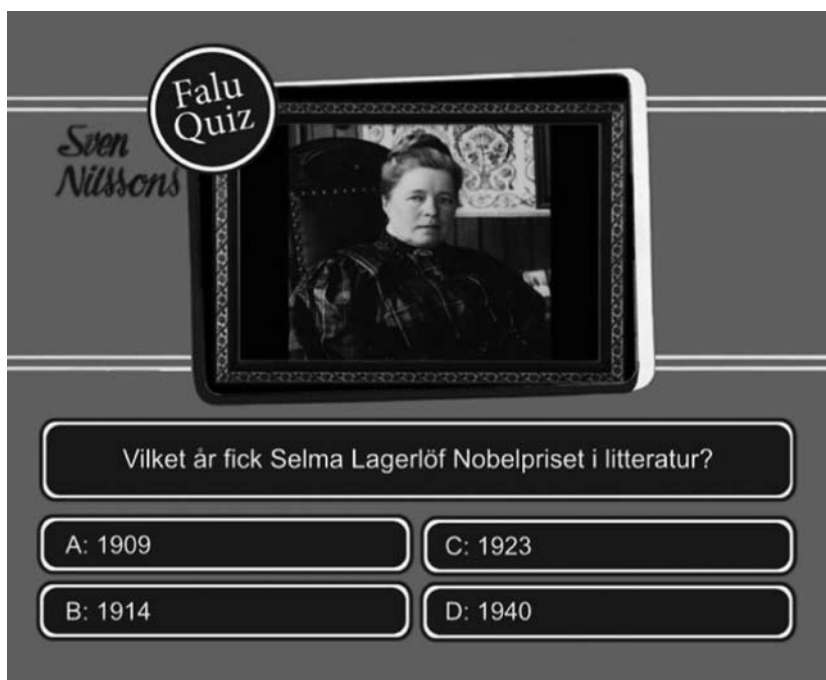 Falu
Quiz
Sven
Nilssons
Vilket år fick Selma Lagerlöf Nobelpriset i litteratur?
A: 1909
C: 1923
B: 1914
D: 1940